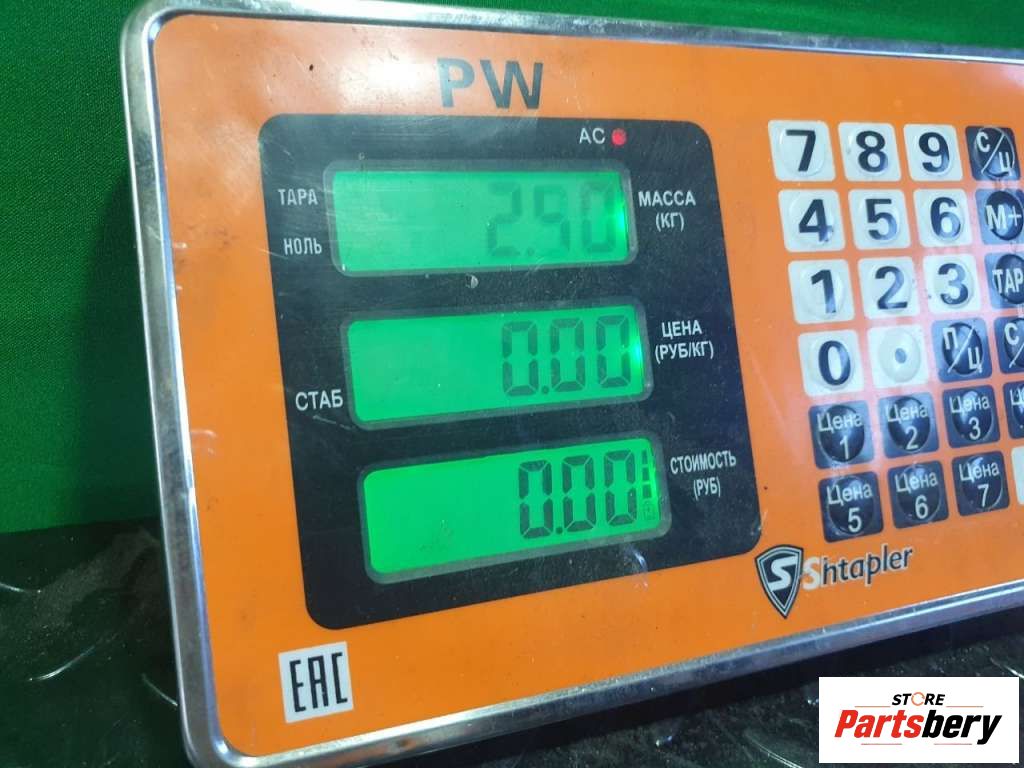 PW
AC
ТАРА
НОЛЬ
2.90
МАССА
(КГ)
0.00
ЦЕНА
(РУБ/КГ)
СТАБ
0.00
СТОИМОСТЬ
(РУБ)
7 8 9 С/Ц
4 5 6 М+
1 2 3 ТАР
0 . П/Ц С
Цена 1 Цена 2 Цена 3 Ц
Цена 5 Цена 6 Цена 7
S Shtapler
EAC
STORE
Partsbery